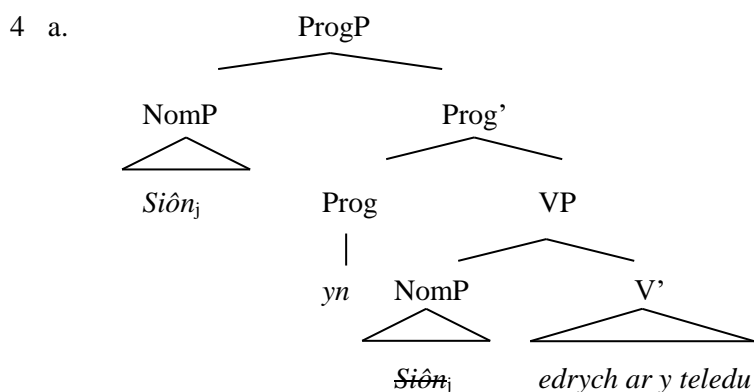 4 a. ProgP
NomP Prog’
Siônj Prog VP
yn NomP V’
Siônj edrych ar y teledu